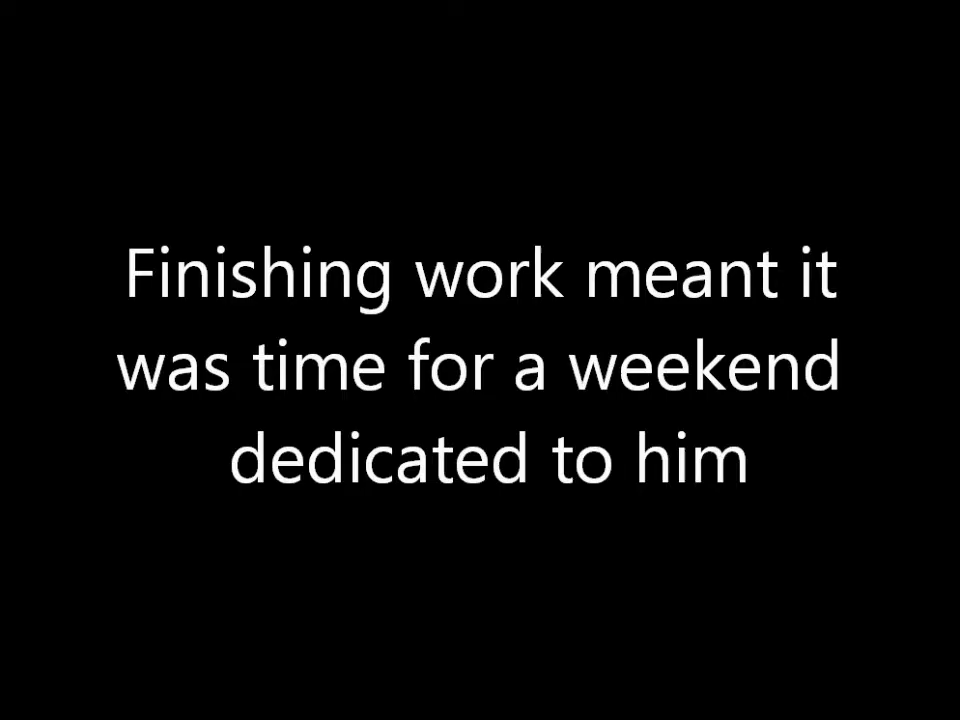 Finishing work meant it
was time for a weekend
dedicated to him